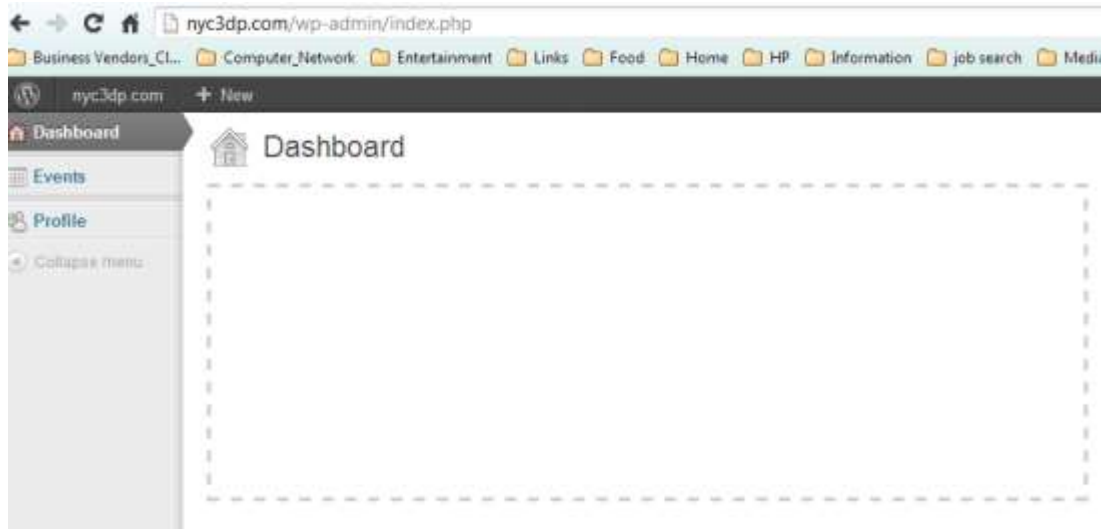 nyc3dp.com/wp-admin/index.php
Business Vendors_Cl... Computer_Network Entertainment Links Food Home HP Information job search Media
nyc3dp.com + New
Dashboard
Dashboard
Events
Profile
Collapse menu